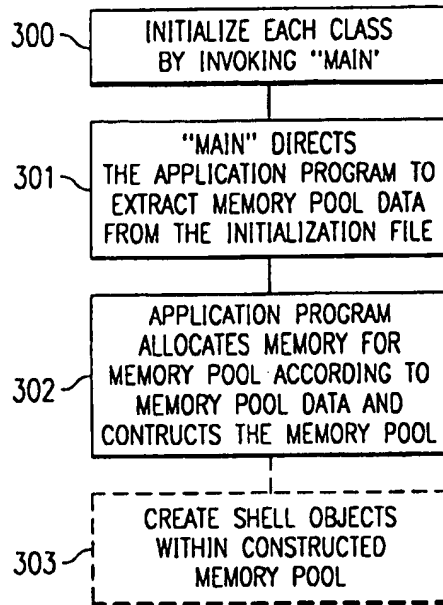 300
INITIALIZE EACH CLASS
BY INVOKING "MAIN'
301
"MAIN" DIRECTS
THE APPLICATION PROGRAM TO
EXTRACT MEMORY POOL DATA
FROM THE INITIALIZATION FILE
302
APPLICATION PROGRAM
ALLOCATES MEMORY FOR
MEMORY POOL ACCORDING TO
MEMORY POOL DATA AND
CONTRUCTS THE MEMORY POOL
303
CREATE SHELL OBJECTS
WITHIN CONSTRUCTED
MEMORY POOL